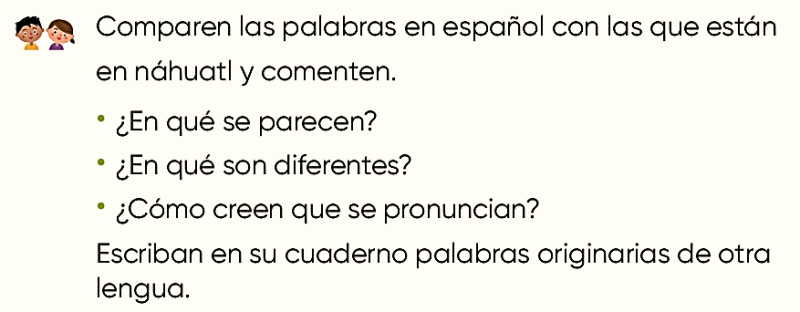 Comparen las palabras en español con las que están
en náhuatl y comenten.
• ¿En qué se parecen?
• ¿En qué son diferentes?
• ¿Cómo creen que se pronuncian?
Escriban en su cuaderno palabras originarias de otra
lengua.